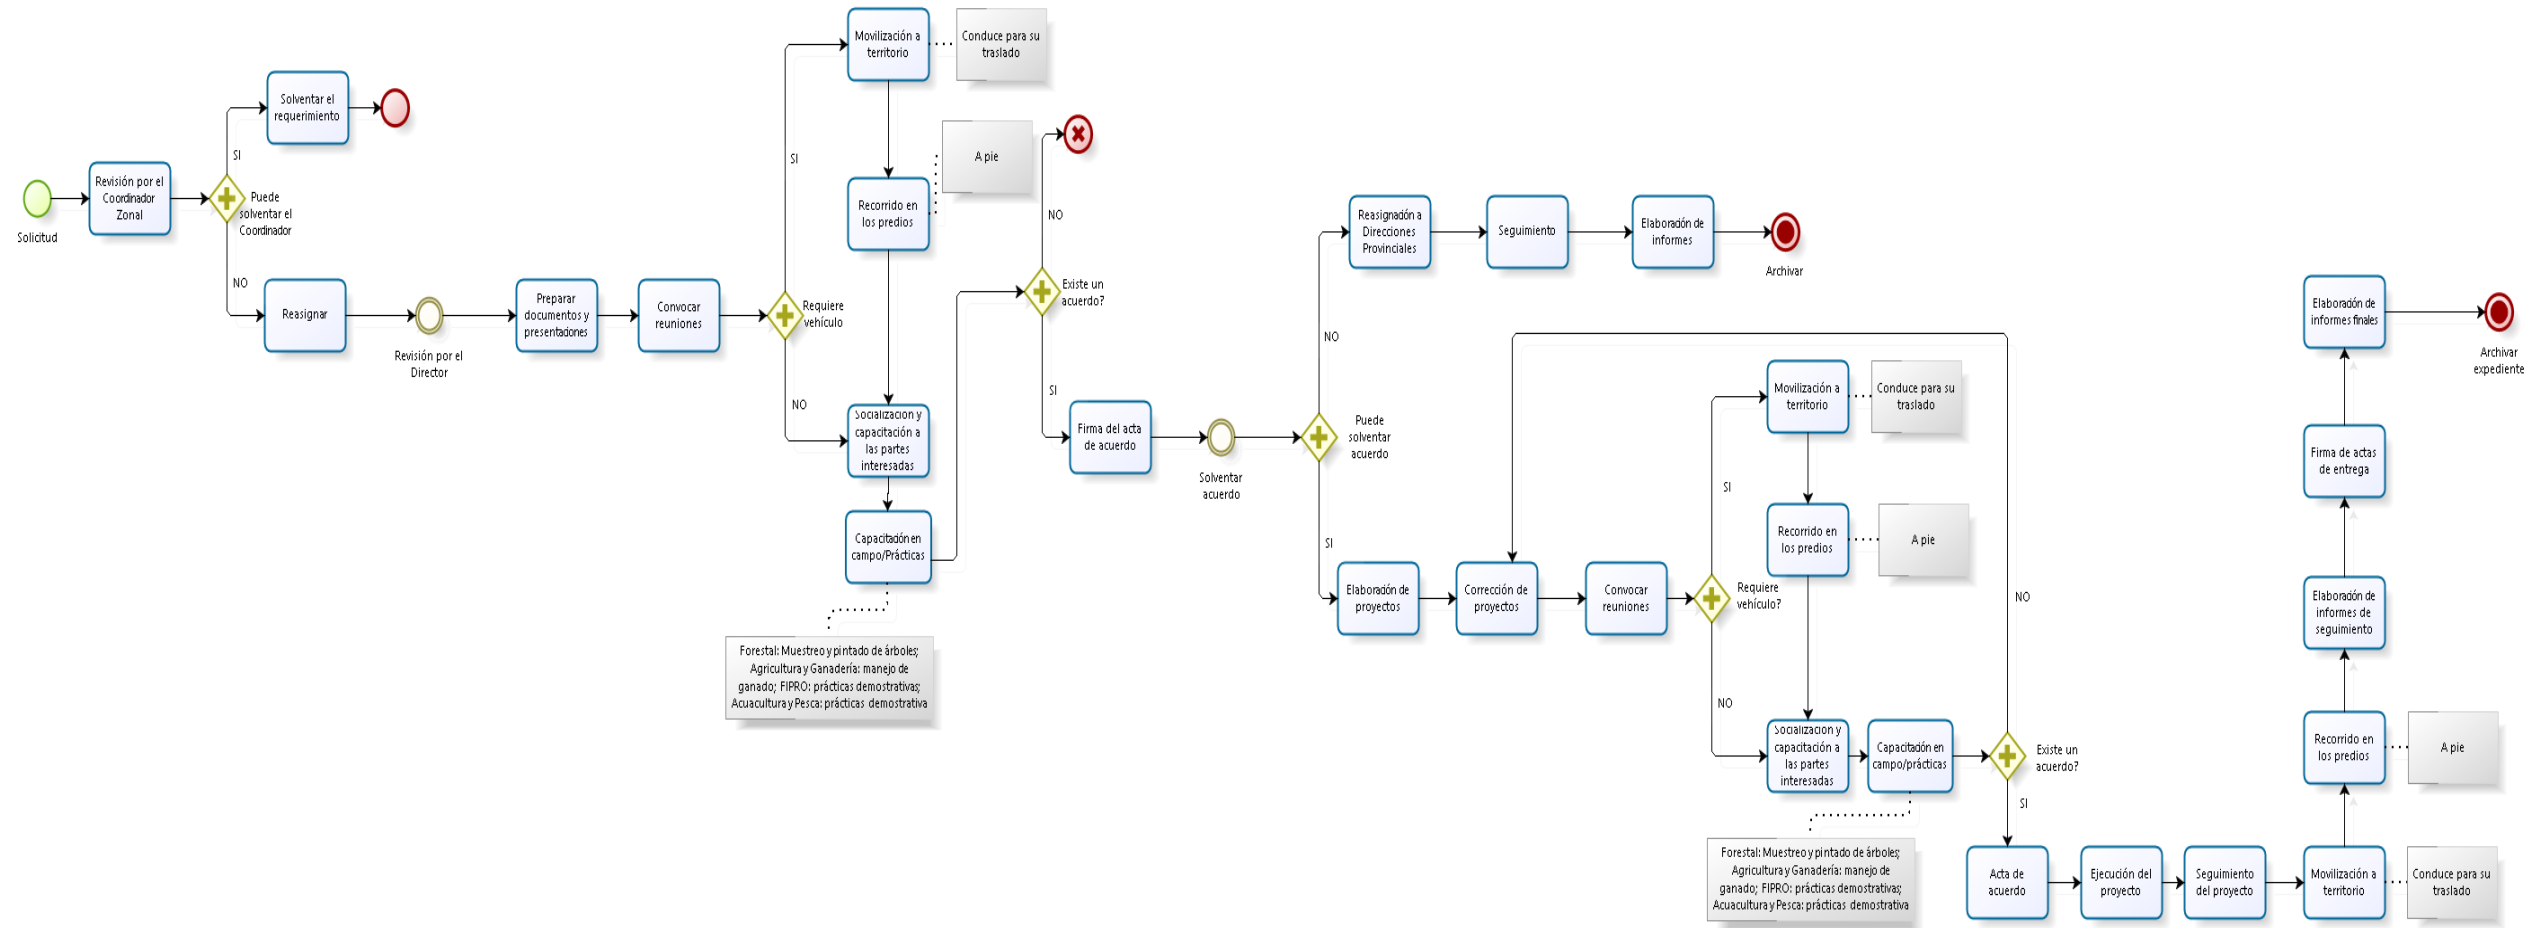 Solicitud
Revisión por el
Coordinador
Zonal
Puede
solventar el
Coordinador
SI
Solventar el
requerimiento
NO
Reasignar
Revisión por el
Director
Preparar
documentos y
presentaciones
Convocar
reuniones
Requiere
vehículo
SI
Movilización a
territorio
Conduce para su
traslado
Recorrido en
los predios
A pie
NO
Socialización y
capacitación a
las partes
interesadas
Capacitación en
campo/Prácticas
Forestal: Muestreo y pintado de árboles;
Agricultura y Ganadería: manejo de
ganado; FIPRO: prácticas demostrativas;
Acuacultura y Pesca: prácticas demostrativa
Existe un
acuerdo?
NO
SI
Firma del acta
de acuerdo
Solventar
acuerdo
Puede
solventar
acuerdo
NO
Reasignación a
Direcciones
Provinciales
Seguimiento
Elaboración de
informes
Archivar
SI
Elaboración de
proyectos
Corrección de
proyectos
Convocar
reuniones
Requiere
vehículo?
SI
Movilización a
territorio
Conduce para su
traslado
Recorrido en
los predios
A pie
NO
Socialización y
capacitación a
las partes
interesadas
Capacitación en
campo/prácticas
Forestal: Muestreo y pintado de árboles;
Agricultura y Ganadería: manejo de
ganado; FIPRO: prácticas demostrativas;
Acuacultura y Pesca: prácticas demostrativa
Existe un
acuerdo?
NO
SI
Acta de
acuerdo
Ejecución del
proyecto
Seguimiento
del proyecto
Movilización a
territorio
Conduce para su
traslado
Recorrido en
los predios
A pie
Elaboración de
informes de
seguimiento
Firma de actas
de entrega
Elaboración de
informes finales
Archivar
expediente